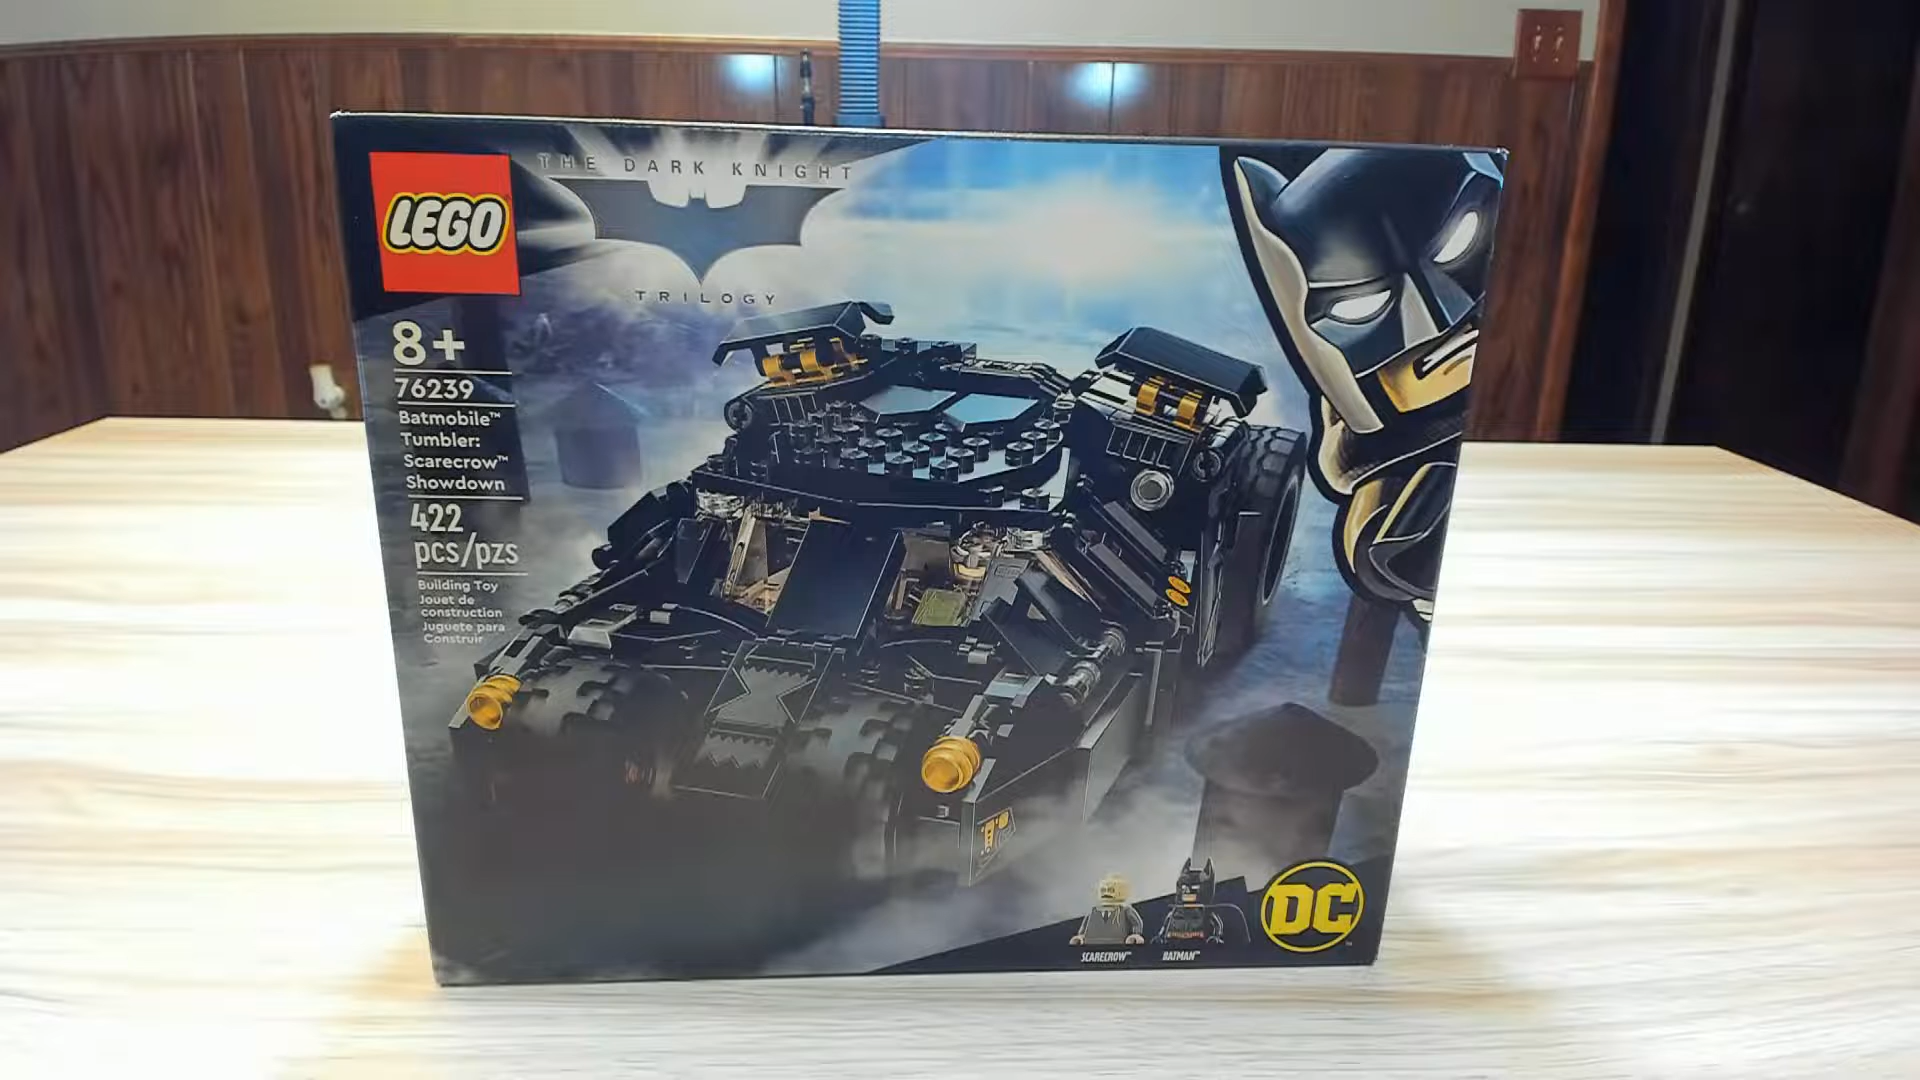 LEGO
THE DARK KNIGHT
TRILOGY
8+
76239
Batmobile™
Tumbler:
Scarecrow™
Showdown
422
pcs/pzs
Building Toy
Jouet de
construction
Juguete para
Construir
SCARECROW™
BATMAN™
DC